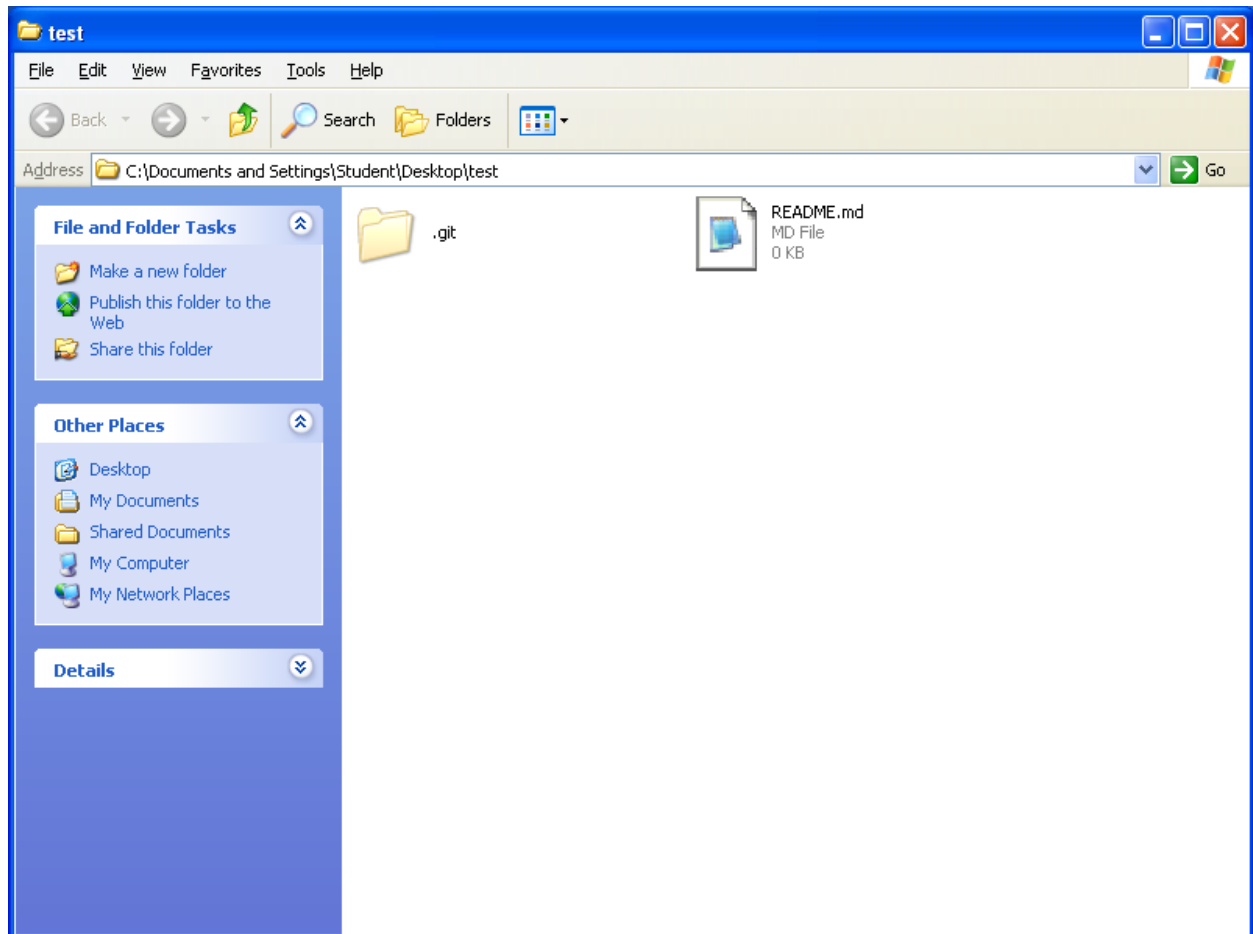 test
File Edit View Favorites Tools Help
Back Search Folders
Address C:\Documents and Settings\Student\Desktop\test Go
File and Folder Tasks
Make a new folder
Publish this folder to the
Web
Share this folder
Other Places
Desktop
My Documents
Shared Documents
My Computer
My Network Places
Details
.git
README.md
MD File
0 KB